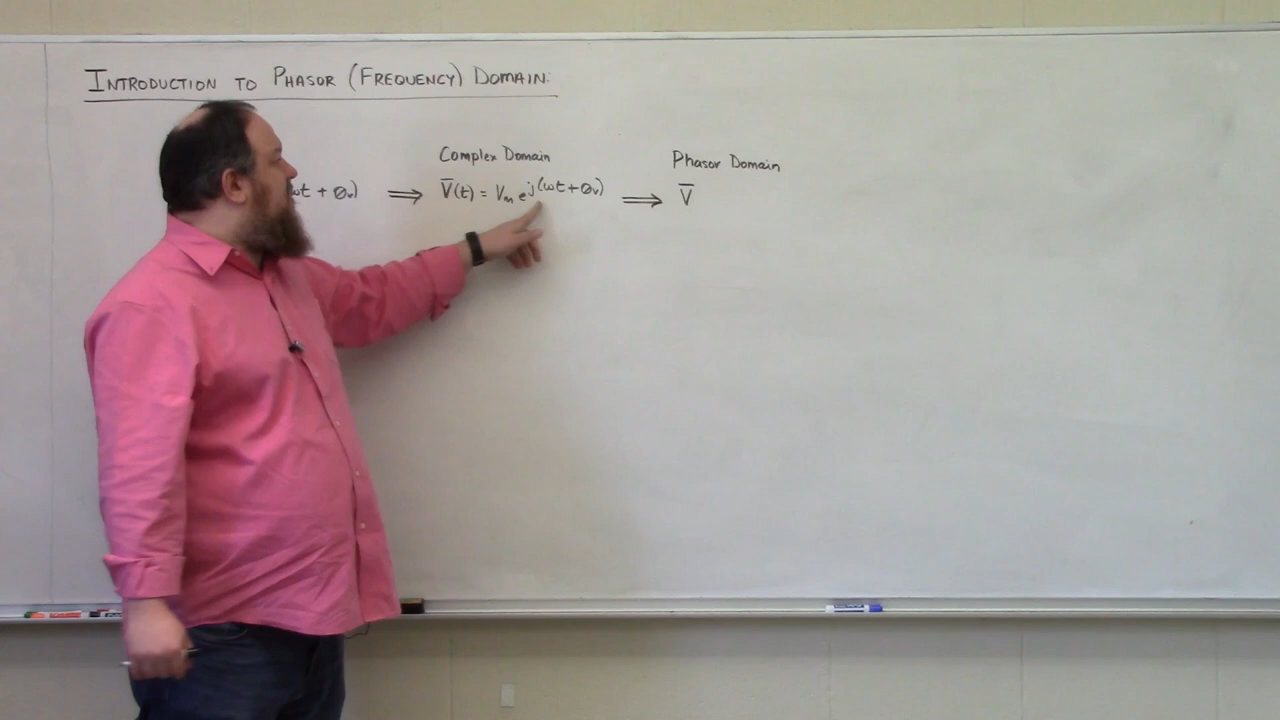 INTRODUCTION TO PHASOR (FREQUENCY) DOMAIN:
Complex Domain
Phasor Domain
ωt + θv) ⟹ V̅(t) = Vm e^j(ωt+θv) ⟹ V̅